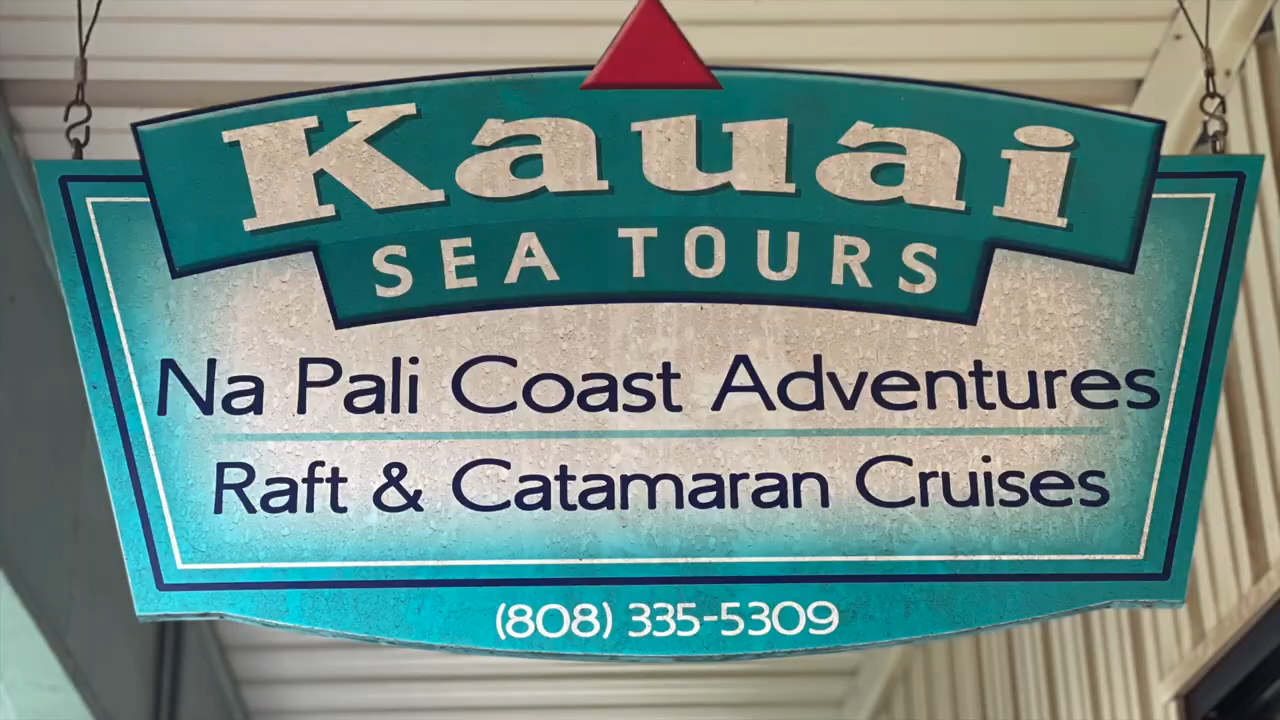 Kauai
SEA TOURS
Na Pali Coast Adventures
Raft & Catamaran Cruises
(808) 335-5309